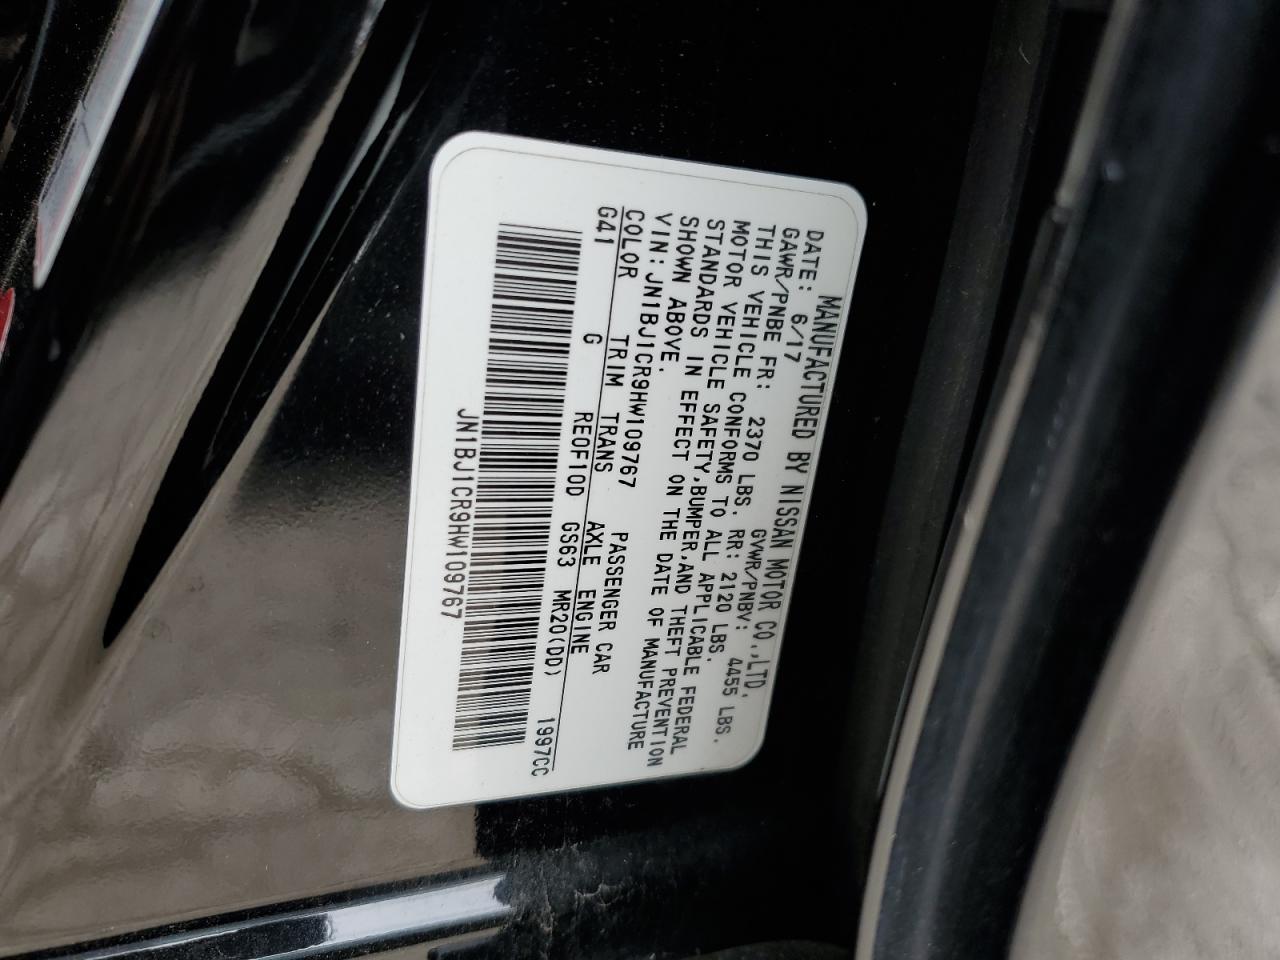 MANUFACTURED BY NISSAN MOTOR CO.,LTD.
DATE: 6/17 GVWR/PNBV: 4455 LBS.
GAWR/PNBE FR: 2370 LBS. RR: 2120 LBS.
THIS VEHICLE CONFORMS TO ALL APPLICABLE FEDERAL
MOTOR VEHICLE SAFETY,BUMPER,AND THEFT PREVENTION
STANDARDS IN EFFECT ON THE DATE OF MANUFACTURE
SHOWN ABOVE.
VIN:JN1BJ1CR9HW109767 PASSENGER CAR
COLOR TRIM TRANS AXLE ENGINE
G41 G RE0F10D GS63 MR20(DD) 1997CC
JN1BJ1CR9HW109767